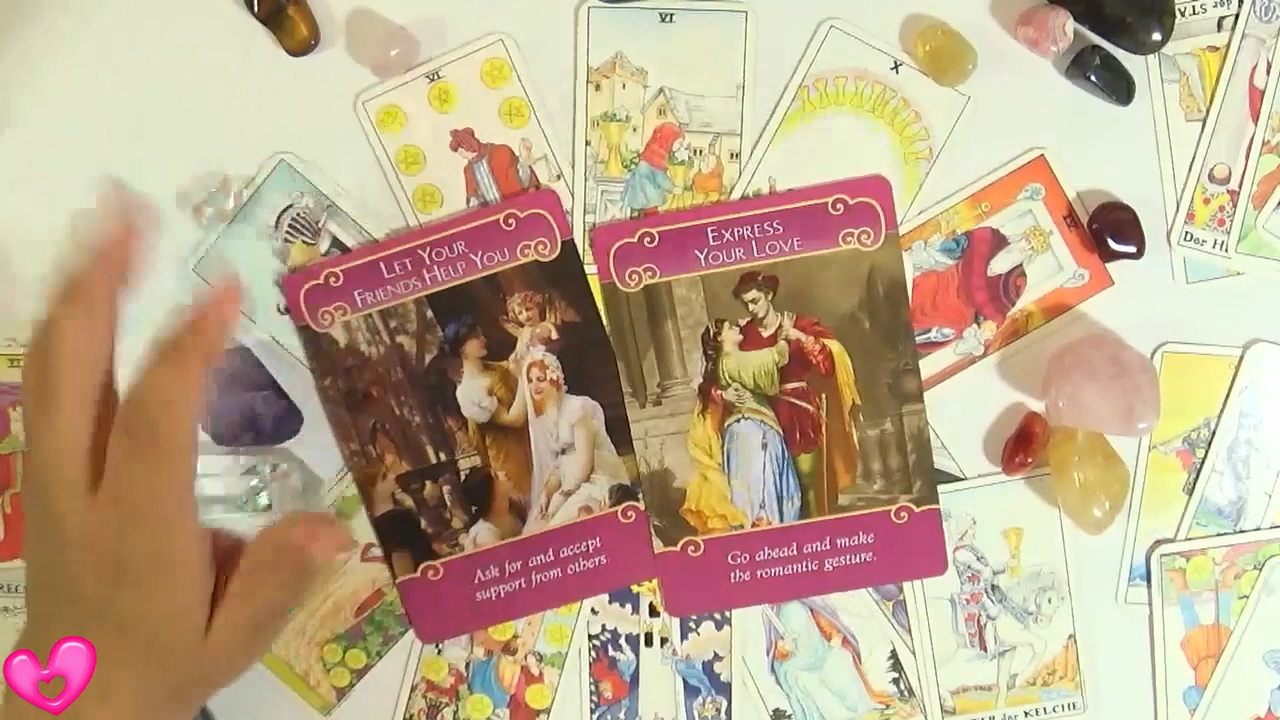 VI
VI
X
IV
LET YOUR
FRIENDS HELP YOU
EXPRESS
YOUR LOVE
Ask for and accept
support from others.
Go ahead and make
the romantic gesture.
der KELCHE